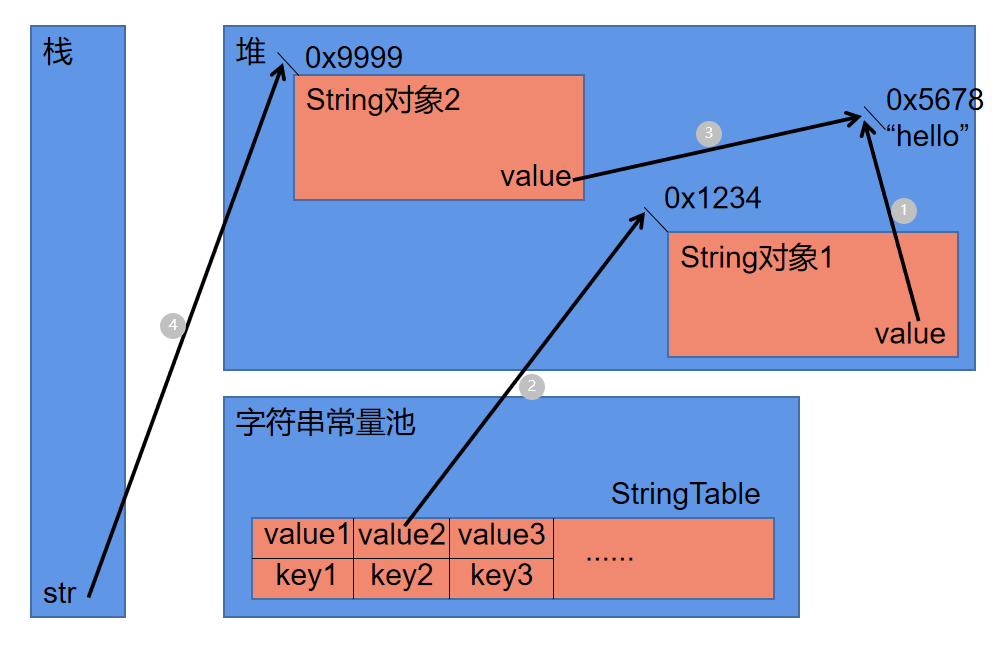 栈
堆
0x9999
String对象2
value
0x5678
“hello”
3
0x1234
1
String对象1
value
4
2
字符串常量池
StringTable
value1 value2 value3
......
key1 key2 key3
str